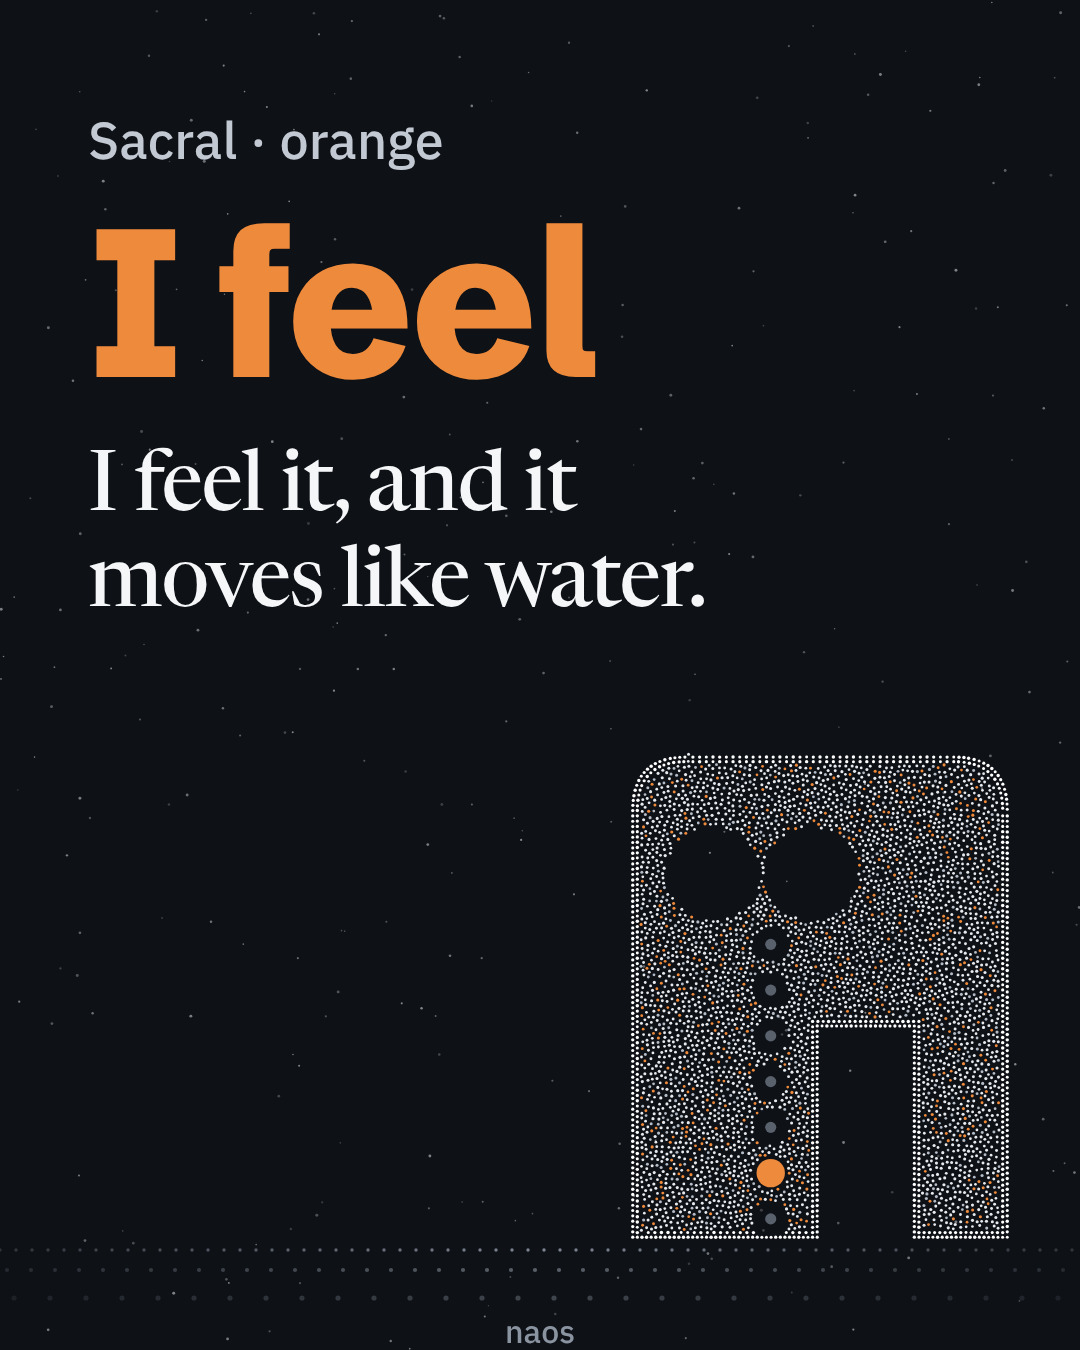 Sacral · orange
I feel
I feel it, and it
moves like water.
naos